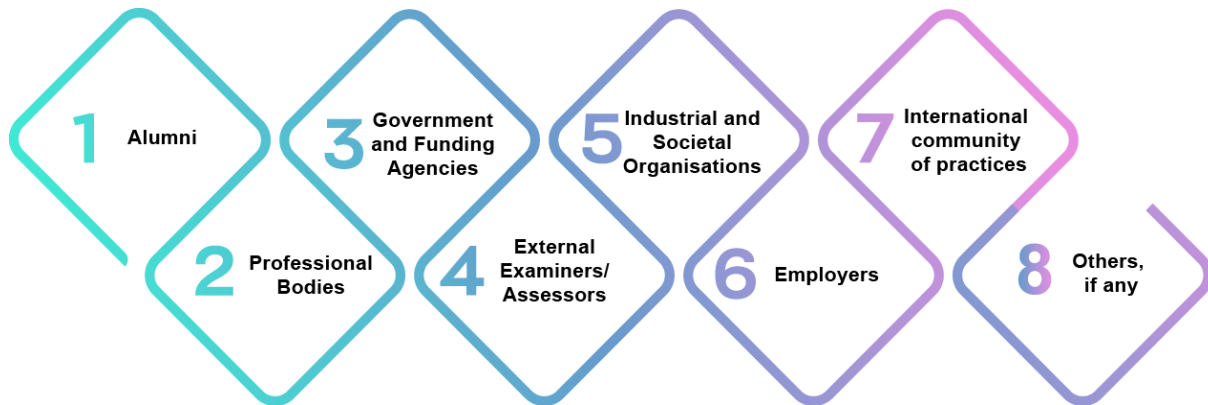 1
Alumni
2
Professional
Bodies
3
Government
and Funding
Agencies
4
External
Examiners/
Assessors
5
Industrial and
Societal
Organisations
6
Employers
7
International
community
of practices
8
Others,
if any